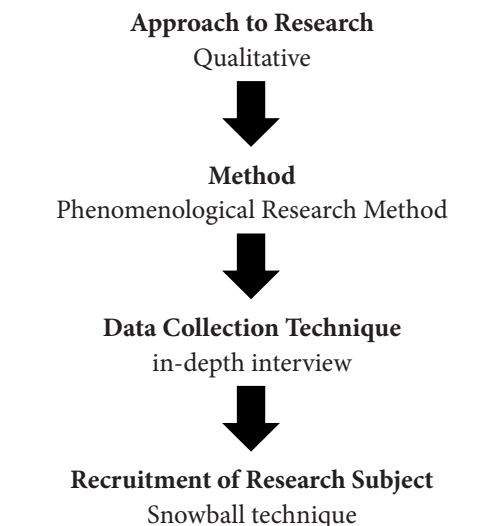 Approach to Research
Qualitative
Method
Phenomenological Research Method
Data Collection Technique
in-depth interview
Recruitment of Research Subject
Snowball technique